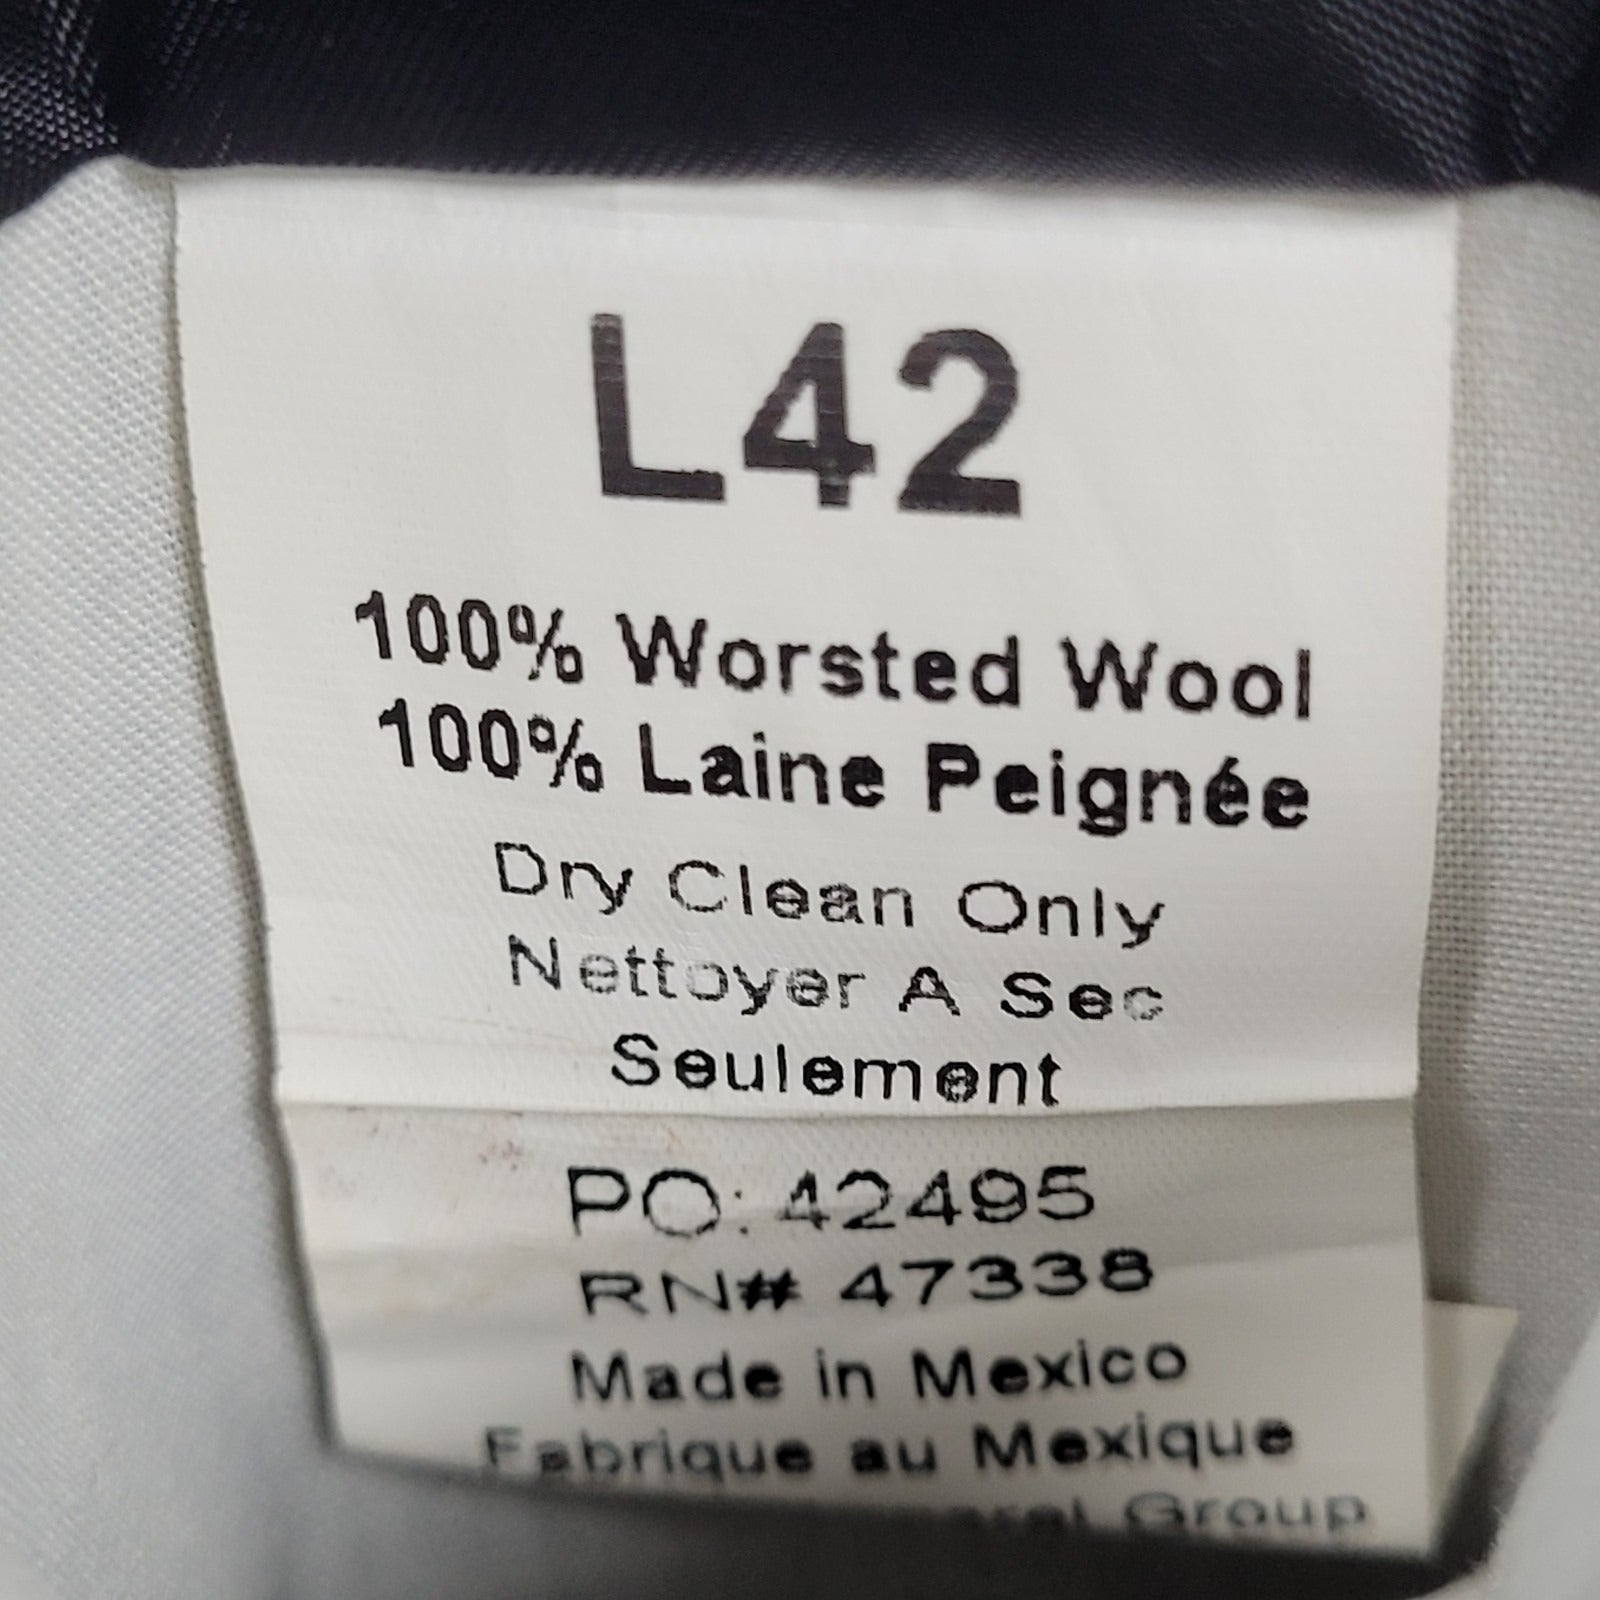 L42
100% Worsted Wool
100% Laine Peignée
Dry Clean Only
Nettoyer A Sec
Seulement
PO: 42495
RN# 47338
Made in Mexico
Fabrique au Mexique
Group